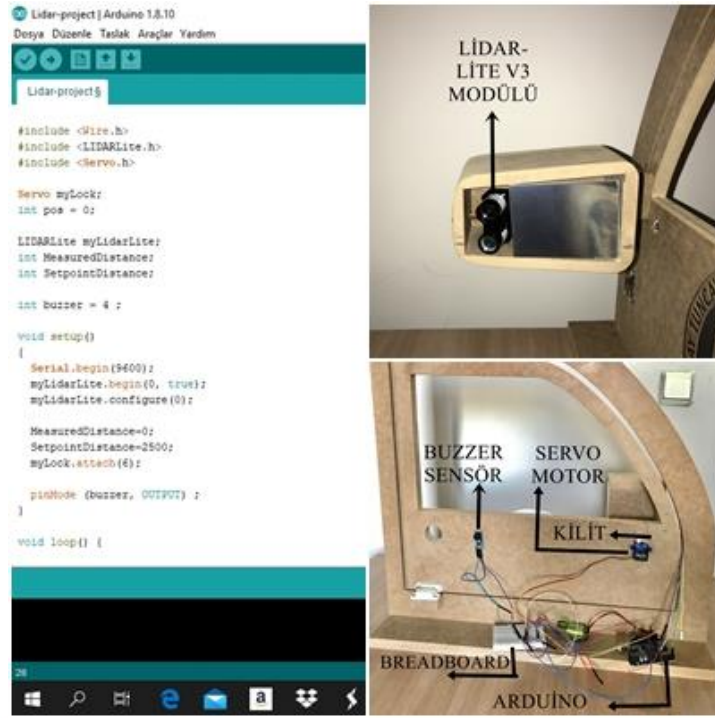 Lidar-project | Arduino 1.8.10
Dosya Düzenle Taslak Araçlar Yardım
Lidar-project §
#include <Wire.h>
#include <LIDARLite.h>
#include <Servo.h>
Servo myLock;
int pos = 0;
LIDARLite myLidarLite;
int MeasuredDistance;
int SetpointDistance;
int buzzer = 4 ;
void setup()
{
Serial.begin(9600);
myLidarLite.begin(0, true);
myLidarLite.configure(0);
MeasuredDistance=0;
SetpointDistance=2500;
myLock.attach(6);
pinMode (buzzer, OUTPUT) ;
}
void loop() {
28
a
LİDAR-
LİTE V3
MODÜLÜ
AY TUNCA
BUZZER
SENSÖR
SERVO
MOTOR
KİLİT
BREADBOARD
ARDUİNO